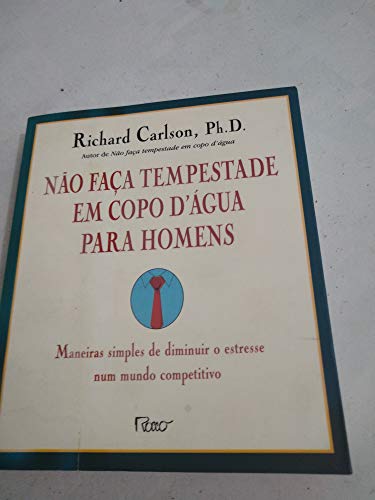 Richard Carlson, Ph.D.
Autor de Não faça tempestade em copo d'água
NÃO FAÇA TEMPESTADE
EM COPO D'ÁGUA
PARA HOMENS
Maneiras simples de diminuir o estresse
num mundo competitivo
Rocco